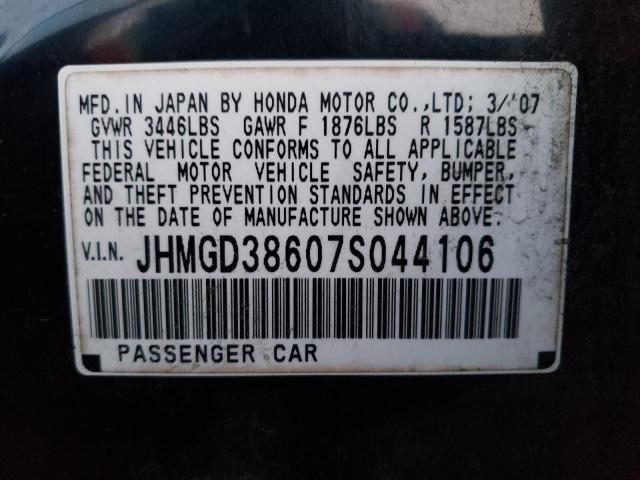 MFD. IN JAPAN BY HONDA MOTOR CO.,LTD; 3/'07
GVWR 3446LBS GAWR F 1876LBS R 1587LBS
THIS VEHICLE CONFORMS TO ALL APPLICABLE
FEDERAL MOTOR VEHICLE SAFETY, BUMPER,
AND THEFT PREVENTION STANDARDS IN EFFECT
ON THE DATE OF MANUFACTURE SHOWN ABOVE.
V.I.N. JHMGD38607S044106
PASSENGER CAR